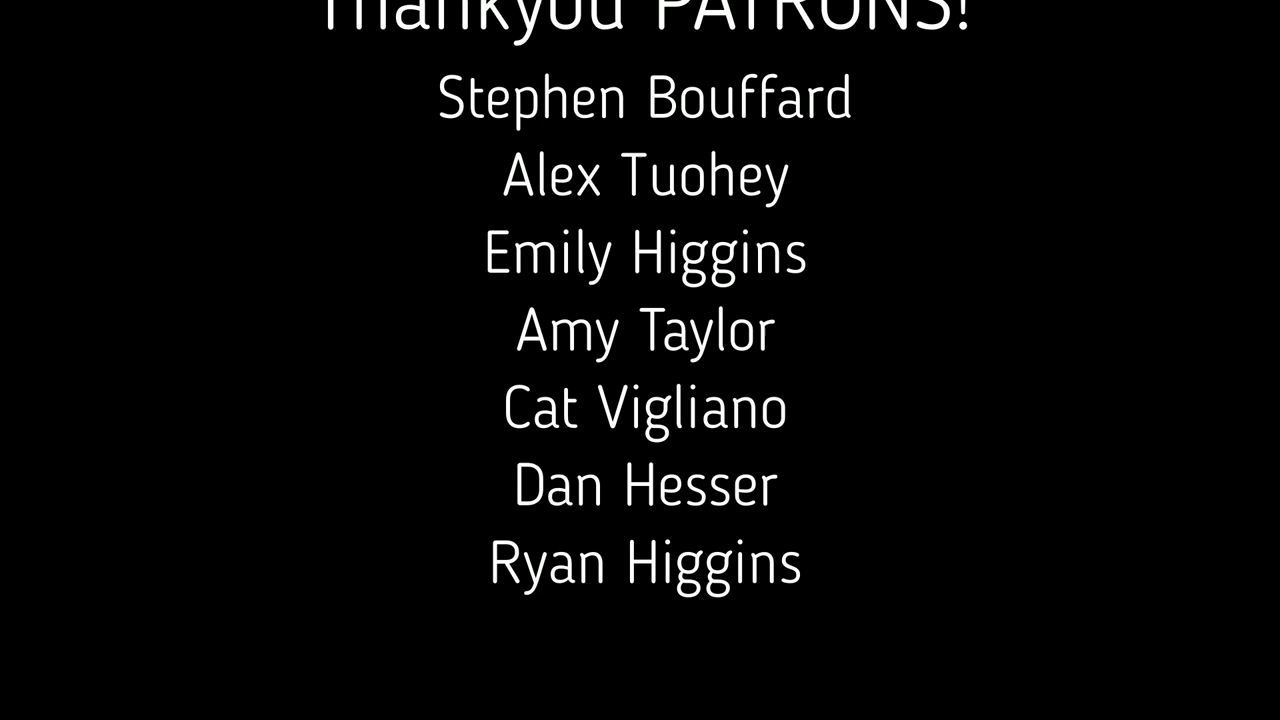 Thankyou PATRONS!
Stephen Bouffard
Alex Tuohey
Emily Higgins
Amy Taylor
Cat Vigliano
Dan Hesser
Ryan Higgins